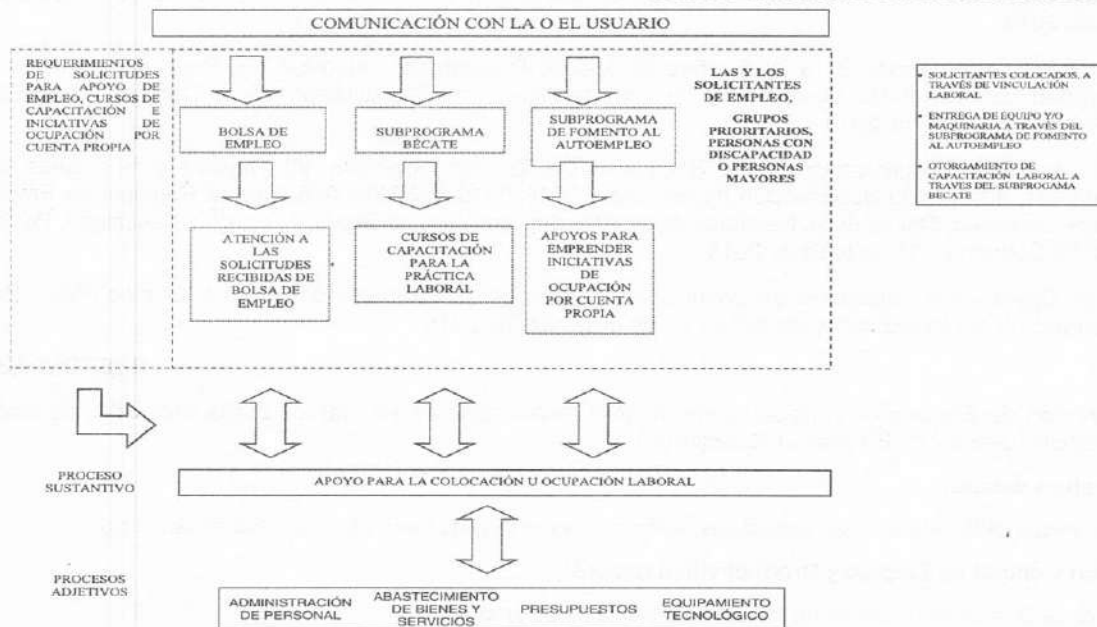 COMUNICACIÓN CON LA O EL USUARIO
REQUERIMIENTOS
DE SOLICITUDES
PARA APOYO DE
EMPLEO, CURSOS DE
CAPACITACIÓN E
INICIATIVAS DE
OCUPACIÓN POR
CUENTA PROPIA
BOLSA DE
EMPLEO
SUBPROGRAMA
BÉCATE
SUBPROGRAMA
DE FOMENTO AL
AUTOEMPLEO
LAS Y LOS
SOLICITANTES
DE EMPLEO,
GRUPOS
PRIORITARIOS,
PERSONAS CON
DISCAPACIDAD
O PERSONAS
MAYORES
• SOLICITANTES COLOCADOS, A
TRAVÉS DE VINCULACIÓN
LABORAL
• ENTREGA DE EQUIPO Y/O
MAQUINARIA A TRAVÉS DEL
SUBPROGRAMA DE FOMENTO
AL AUTOEMPLEO
• OTORGAMIENTO DE
CAPACITACIÓN LABORAL A
TRAVÉS DEL SUBPROGAMA
BÉCATE
ATENCIÓN A
LAS
SOLICITUDES
RECIBIDAS DE
BOLSA DE
EMPLEO
CURSOS DE
CAPACITACIÓN
PARA LA
PRÁCTICA
LABORAL
APOYOS PARA
EMPRENDER
INICIATIVAS
DE
OCUPACIÓN
POR CUENTA
PROPIA
PROCESO
SUSTANTIVO
APOYO PARA LA COLOCACIÓN U OCUPACIÓN LABORAL
PROCESOS
ADJETIVOS
ADMINISTRACIÓN
DE PERSONAL
ABASTECIMIENTO
DE BIENES Y
SERVICIOS
PRESUPUESTOS
EQUIPAMIENTO
TECNOLÓGICO